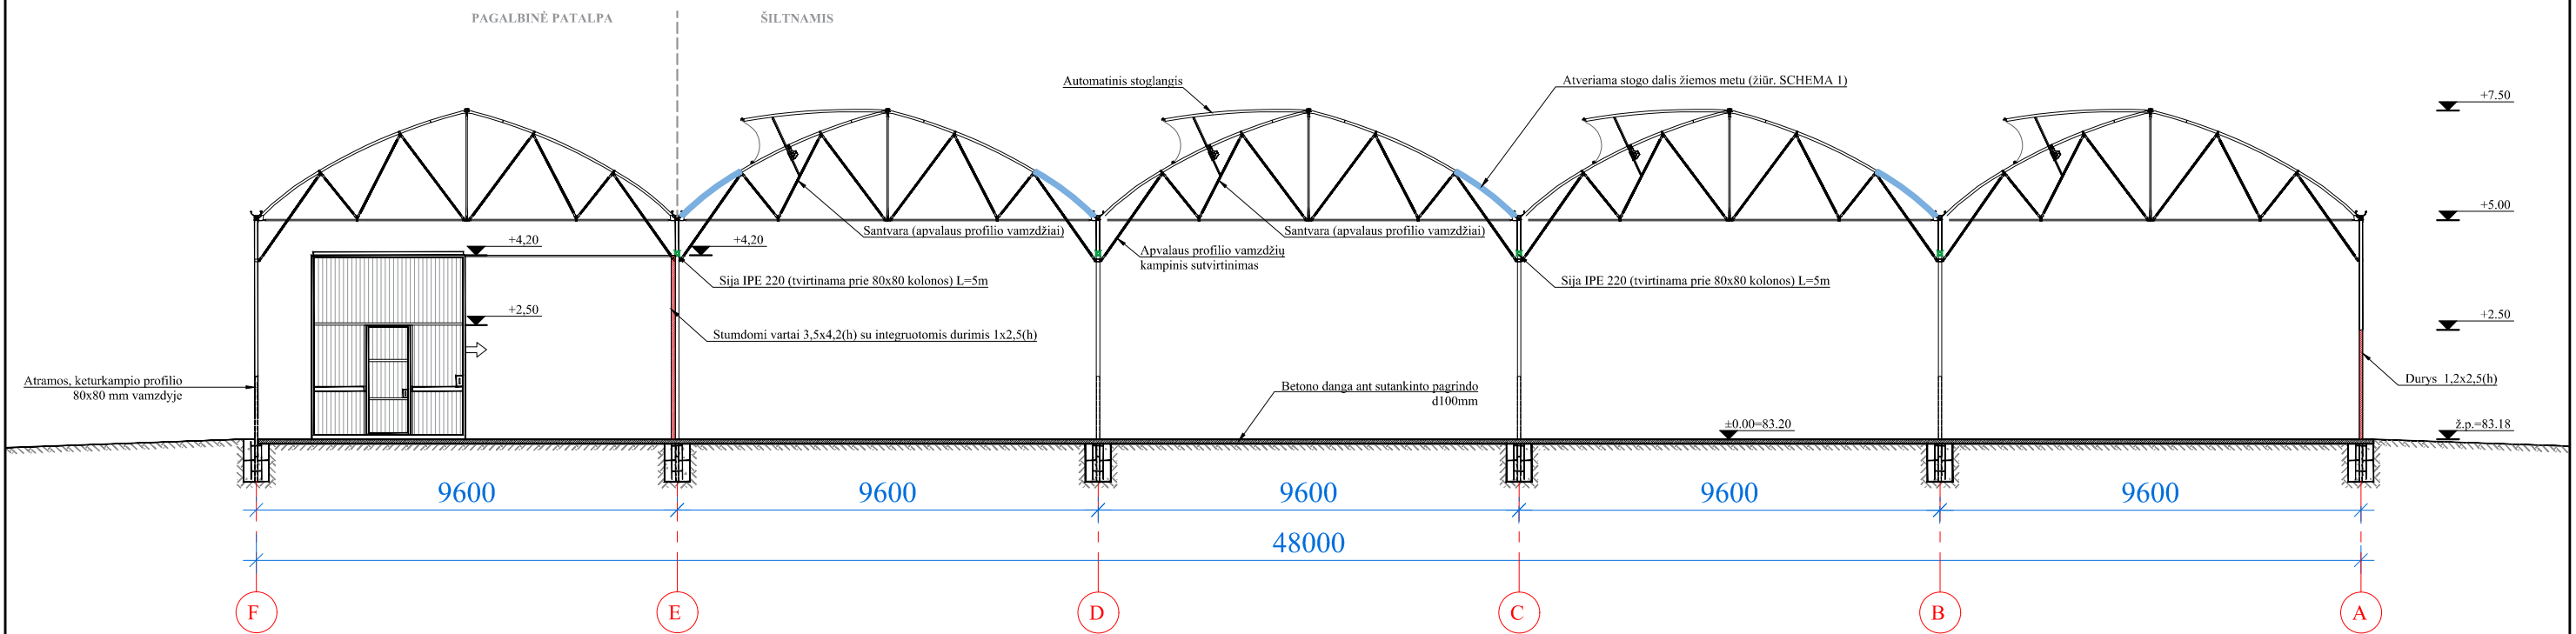 PAGALBINĖ PATALPA
ŠILTNAMIS
Automatinis stoglangis
Atveriama stogo dalis žiemos metu (žiūr. SCHEMA 1)
+7.50
+5.00
Santvara (apvalaus profilio vamzdžiai)
Santvara (apvalaus profilio vamzdžiai)
+4,20
+4,20
Apvalaus profilio vamzdžių
kampinis sutvirtinimas
Sija IPE 220 (tvirtinama prie 80x80 kolonos) L=5m
Sija IPE 220 (tvirtinama prie 80x80 kolonos) L=5m
+2,50
+2.50
Stumdomi vartai 3,5x4,2(h) su integruotomis durimis 1x2,5(h)
Atramos, keturkampio profilio
80x80 mm vamzdyje
Betono danga ant sutankinto pagrindo
d100mm
Durys 1,2x2,5(h)
±0.00=83.20
ž.p.=83.18
9600
9600
9600
9600
9600
48000
F
E
D
C
B
A